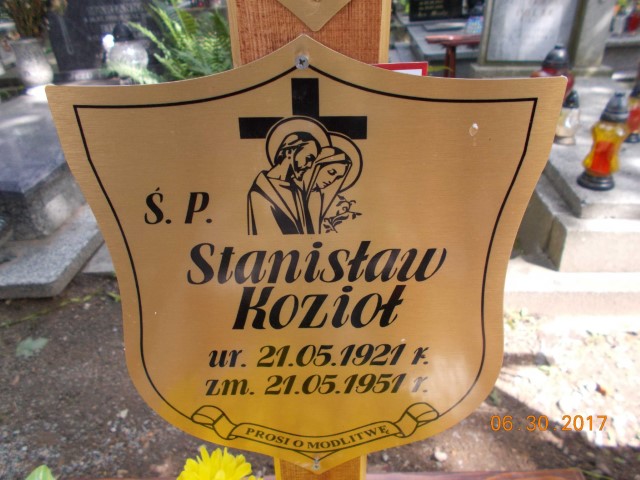 Ś. P.
Stanisław
Kozioł
ur. 21.05.1921 r.
zm. 21.05.1951 r.
PROSI O MODLITWĘ
06 30 2017